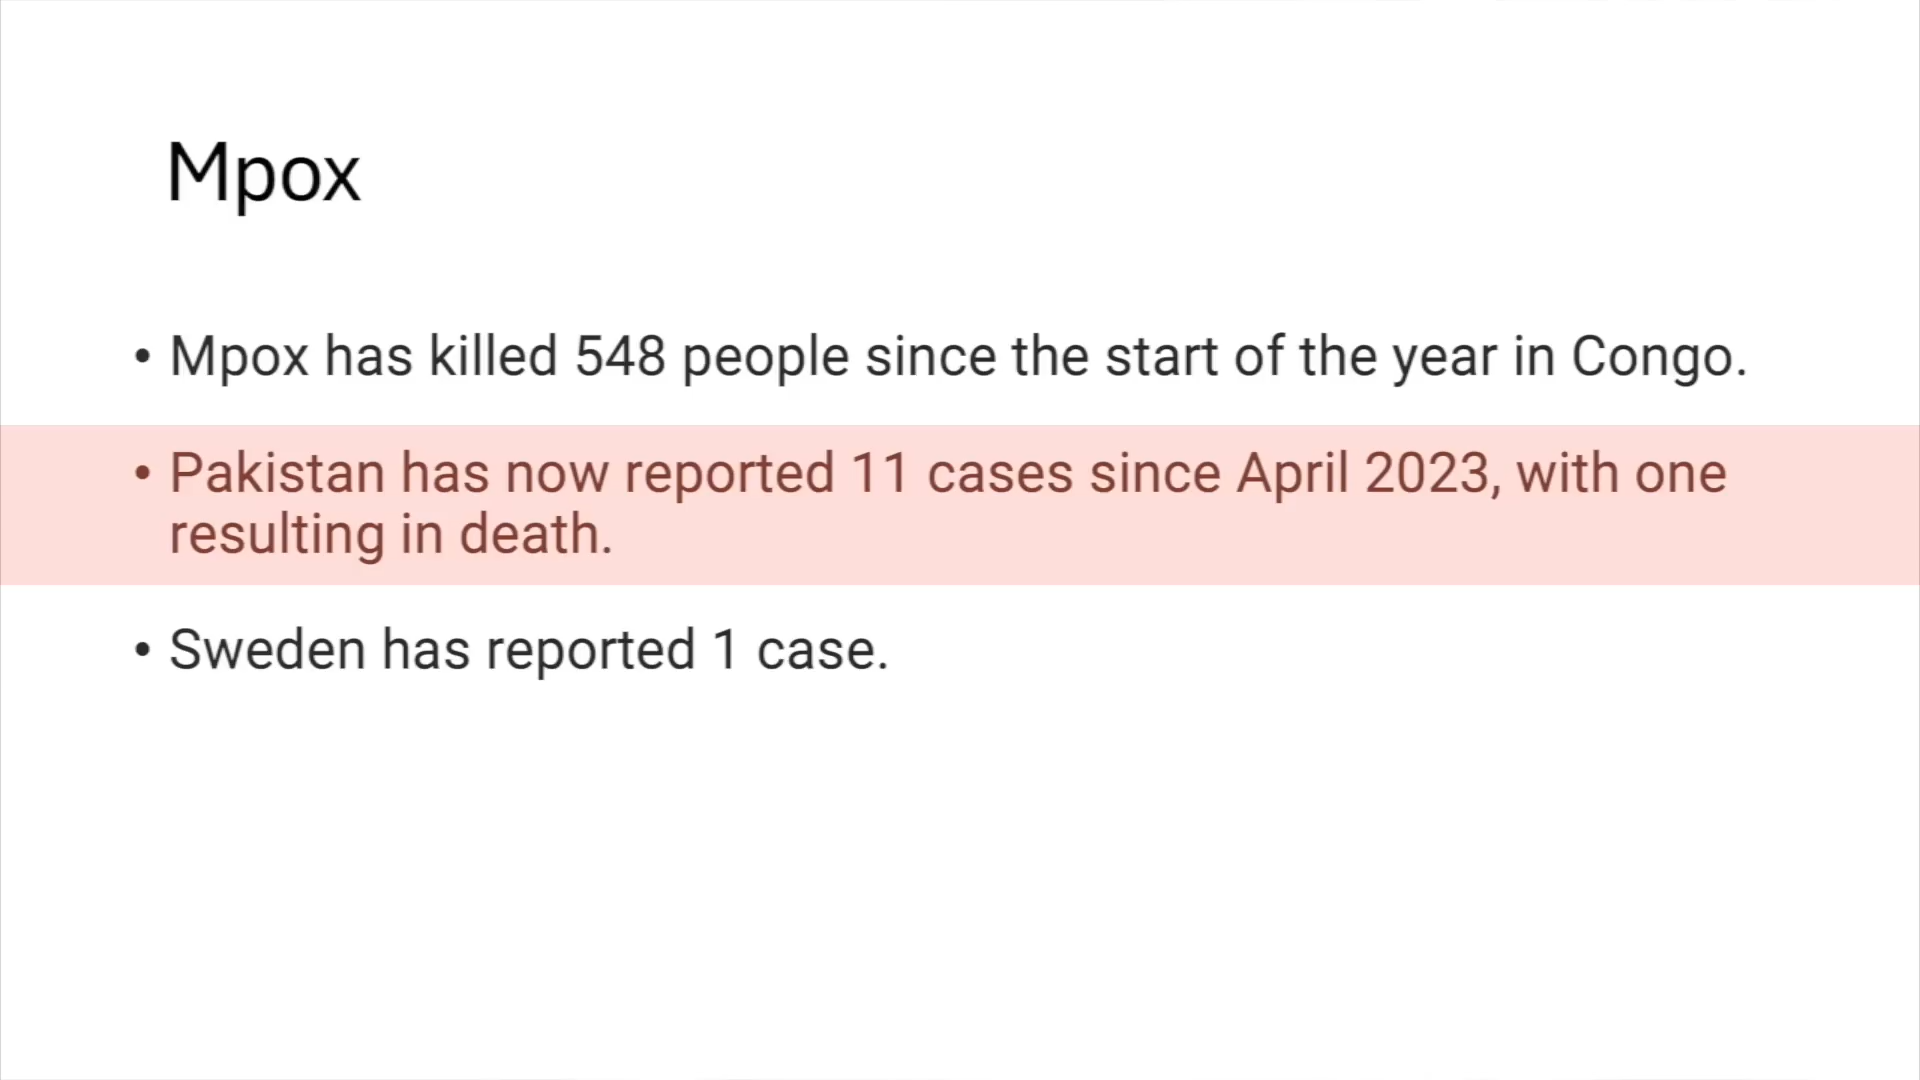 Mpox
• Mpox has killed 548 people since the start of the year in Congo.
• Pakistan has now reported 11 cases since April 2023, with one
resulting in death.
• Sweden has reported 1 case.